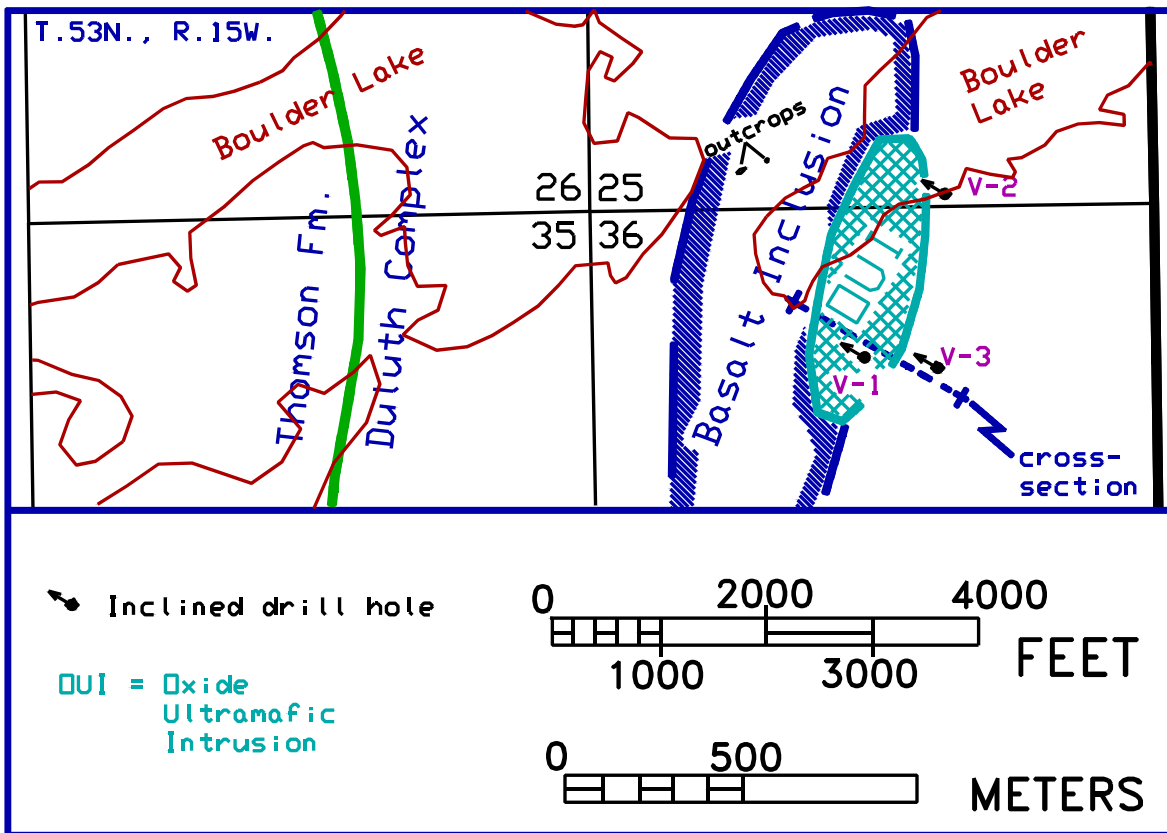 T.53N., R.15W.
Boulder Lake
Boulder
Lake
outcrops
26 25
35 36
V-2
Thomson Fm.
Duluth Complex
Basalt Inclusion
OUI
V-1
V-3
cross-
section
Inclined drill hole
OUI = Oxide
Ultramafic
Intrusion
0 2000 4000
1000 3000
FEET
0 500
METERS